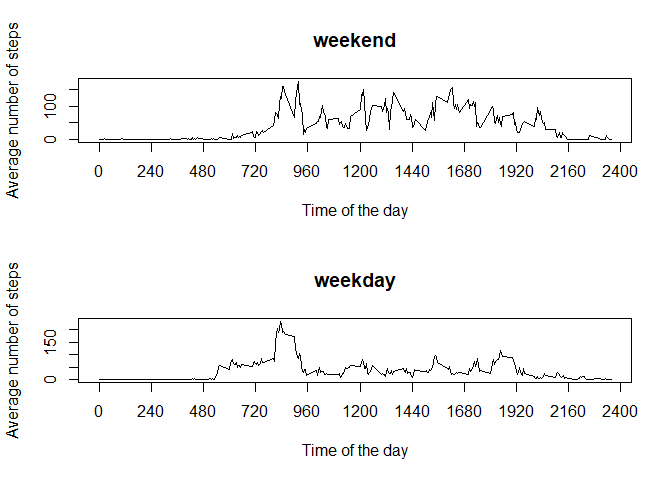 weekend
Average number of steps
100
0
0 240 480 720 960 1200 1440 1680 1920 2160 2400
Time of the day
weekday
Average number of steps
150
0
0 240 480 720 960 1200 1440 1680 1920 2160 2400
Time of the day